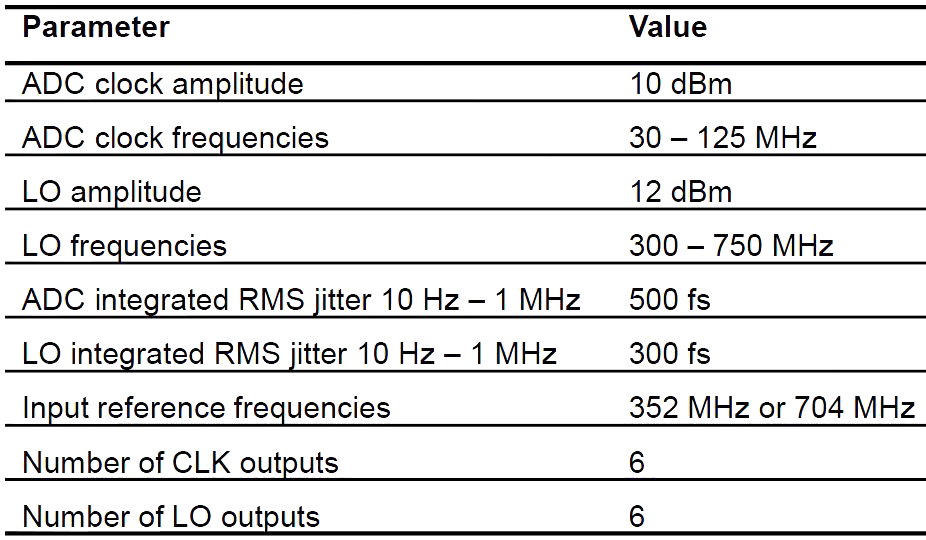 Parameter Value
ADC clock amplitude 10 dBm
ADC clock frequencies 30 – 125 MHz
LO amplitude 12 dBm
LO frequencies 300 – 750 MHz
ADC integrated RMS jitter 10 Hz – 1 MHz 500 fs
LO integrated RMS jitter 10 Hz – 1 MHz 300 fs
Input reference frequencies 352 MHz or 704 MHz
Number of CLK outputs 6
Number of LO outputs 6